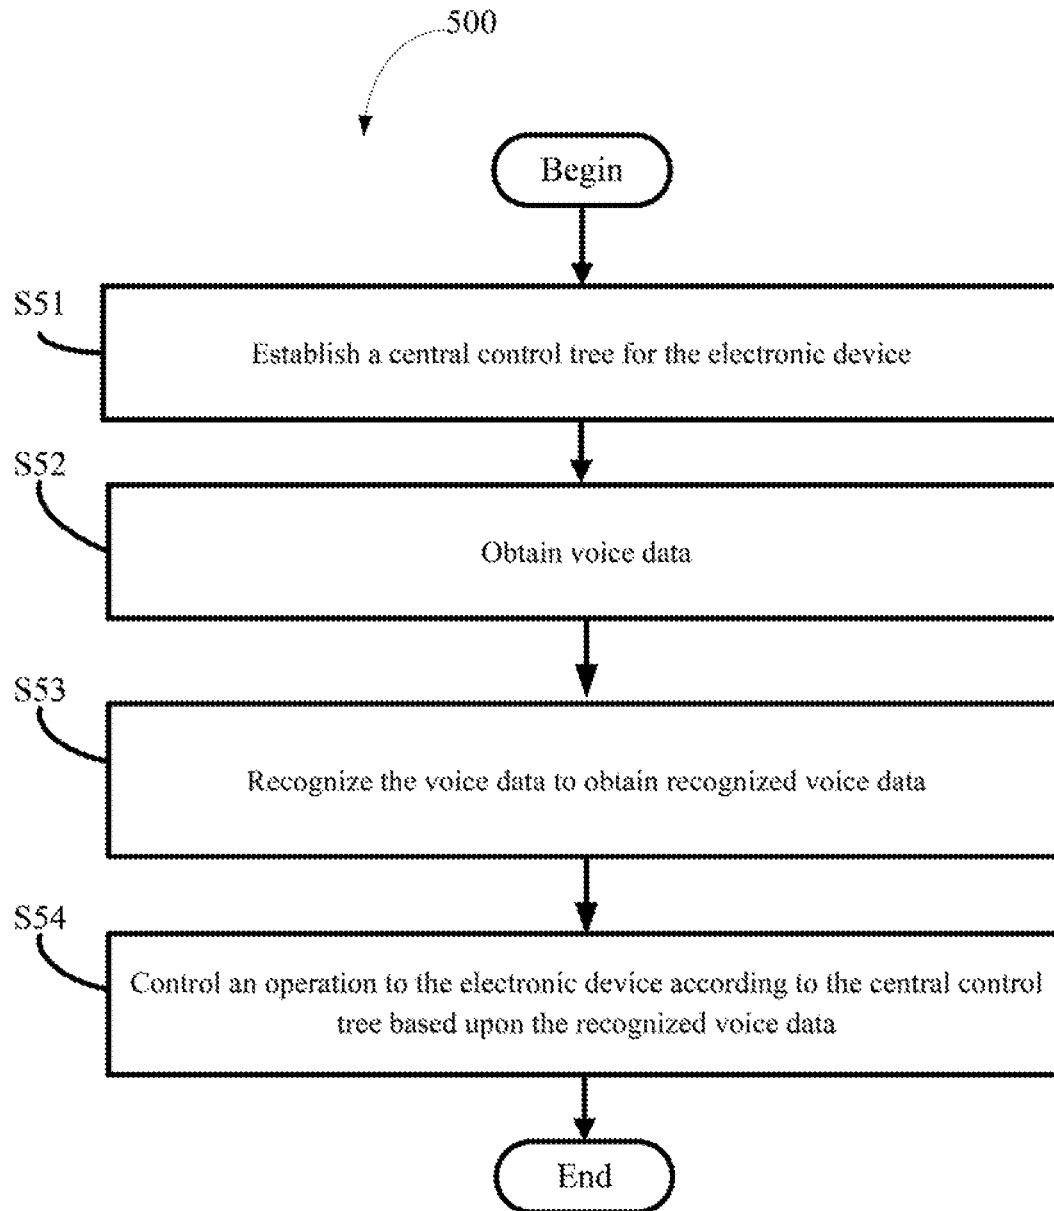 500
Begin
S51
Establish a central control tree for the electronic device
S52
Obtain voice data
S53
Recognize the voice data to obtain recognized voice data
S54
Control an operation to the electronic device according to the central control
tree based upon the recognized voice data
End